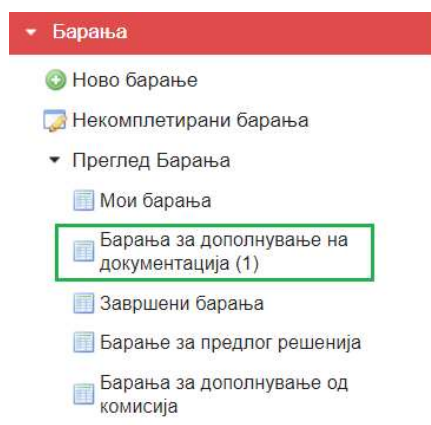 Барања
Ново барање
Некомплетирани барања
Преглед Барања
Мои барања
Барања за дополнување на
документација (1)
Завршени барања
Барање за предлог решенија
Барања за дополнување од
комисија